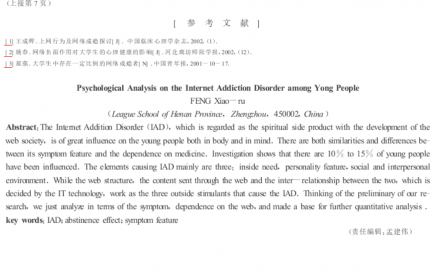 (上接第 7 页)
[ 参 考 文 献 ]
[1] 王成辉. 上网行为及网络成瘾探讨[J]. 中国临床心理学杂志, 2002, (1).
[2] 姚春. 网络负面作用对大学生的心理健康的影响[J]. 河北离退师院学报, 2002, (12).
[3] 崔磊. 大学生中存在一定比例的网络成瘾者[N]. 中国青年报, 2001-10-17.
Psychological Analysis on the Internet Addiction Disorder among Yong People
FENG Xiao-ru
(League School of Henan Province, Zhengzhou, 450002, China)
Abstract: The Internet Addition Disorder (IAD), which is regarded as the spiritual side product with the development of the
web society, is of great influence on the young people both in body and in mind. There are both similarities and differences be-
tween its symptom feature and the dependence on medicine. Investigation shows that there are 10% to 15% of young people
have been influenced. The elements causing IAD mainly are three: inside need, personality feature, social and interpersonal
environment. While the web structure, the content sent through the web and the inter-relationship between the two, which is
decided by the IT technology, work as the three outside stimulants that cause the IAD. Thinking of the preliminary of our re-
search, we just analyze in terms of the symptom, dependence on the web, and made a base for further quantitative analysis.
key words: IAD; abstinence effect; symptom feature
(责任编辑: 孟建伟)